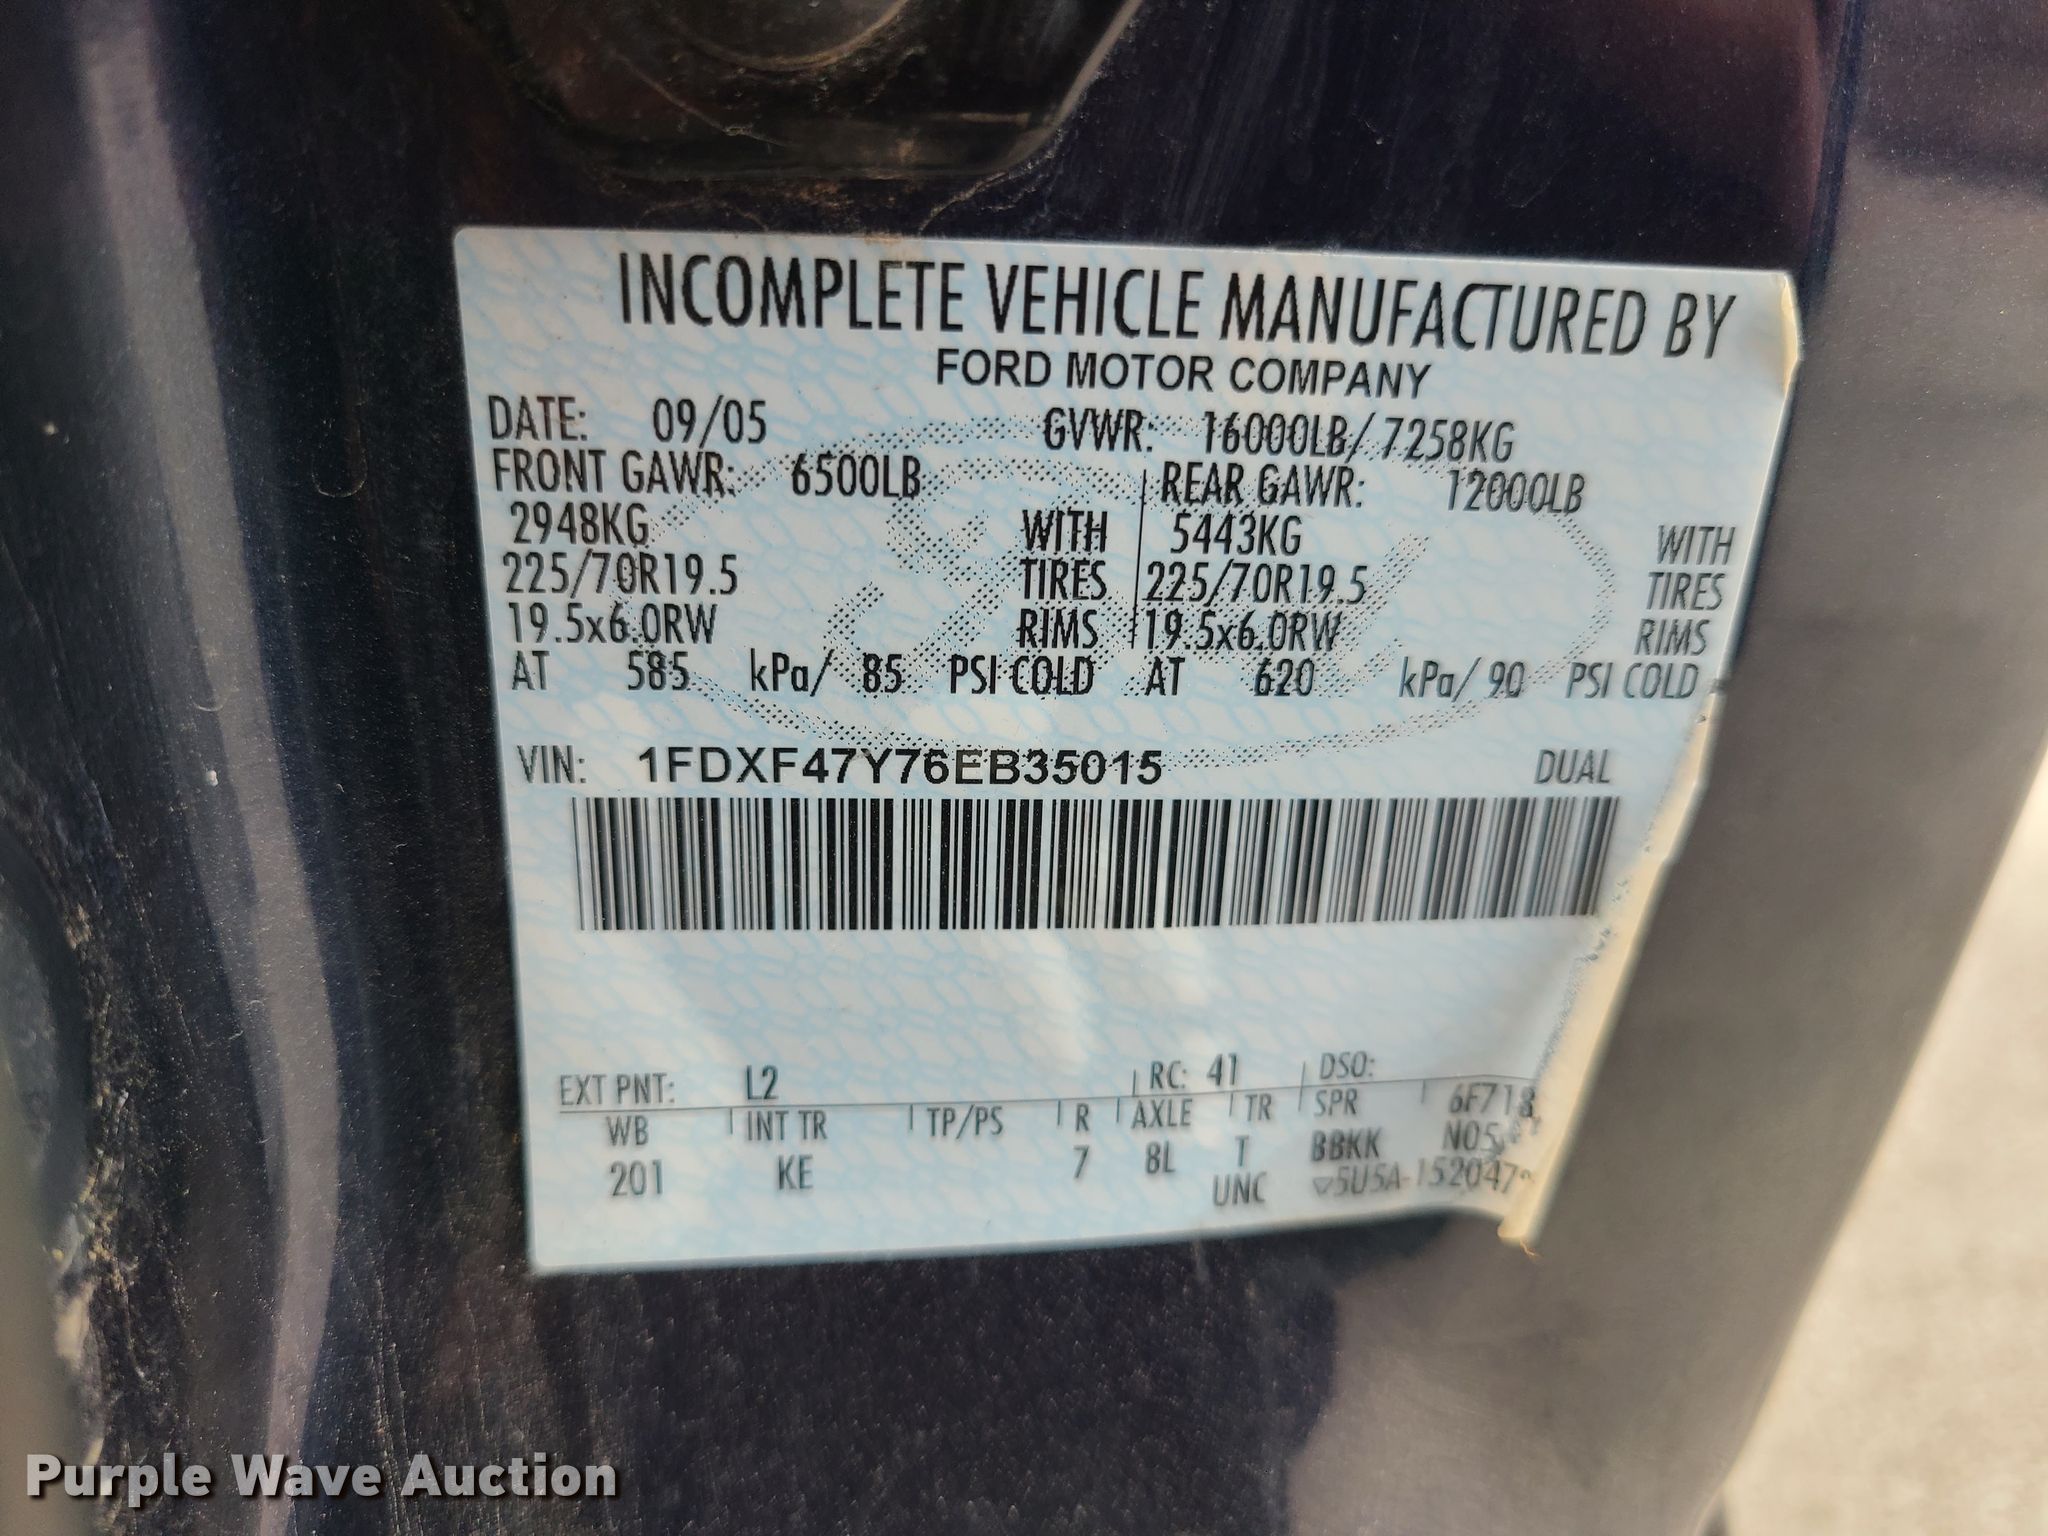 INCOMPLETE VEHICLE MANUFACTURED BY
FORD MOTOR COMPANY
DATE: 09/05 GVWR: 16000LB/ 7258KG
FRONT GAWR: 6500LB REAR GAWR: 12000LB
2948KG WITH 5443KG WITH
225/70R19.5 TIRES 225/70R19.5 TIRES
19.5x6.0RW RIMS 19.5x6.0RW RIMS
AT 585 kPa/ 85 PSI COLD AT 620 kPa/ 90 PSI COLD
VIN: 1FDXF47Y76EB35015 DUAL
EXT PNT: L2 RC: 41 DSO:
WB INT TR TP/PS R AXLE TR SPR 6F718
201 KE 7 8L T BBKK N05
UNC
Purple Wave Auction